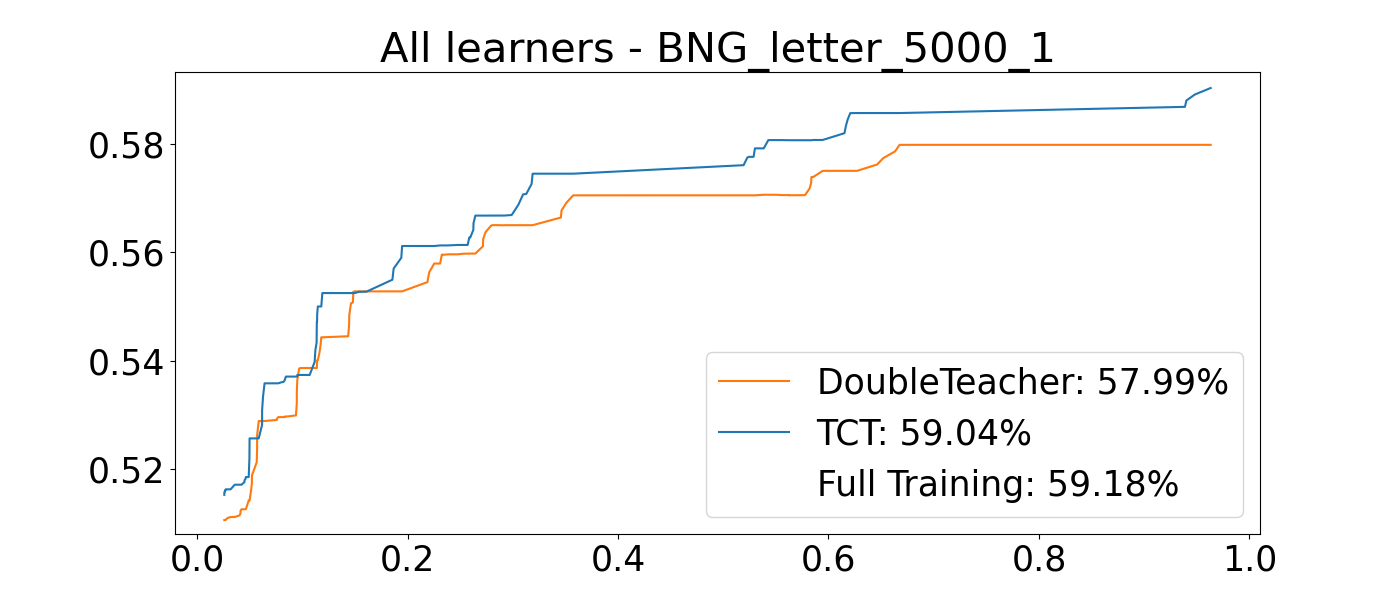 All learners - BNG_letter_5000_1
0.58
0.56
0.54
0.52
DoubleTeacher: 57.99%
TCT: 59.04%
Full Training: 59.18%
0.0 0.2 0.4 0.6 0.8 1.0